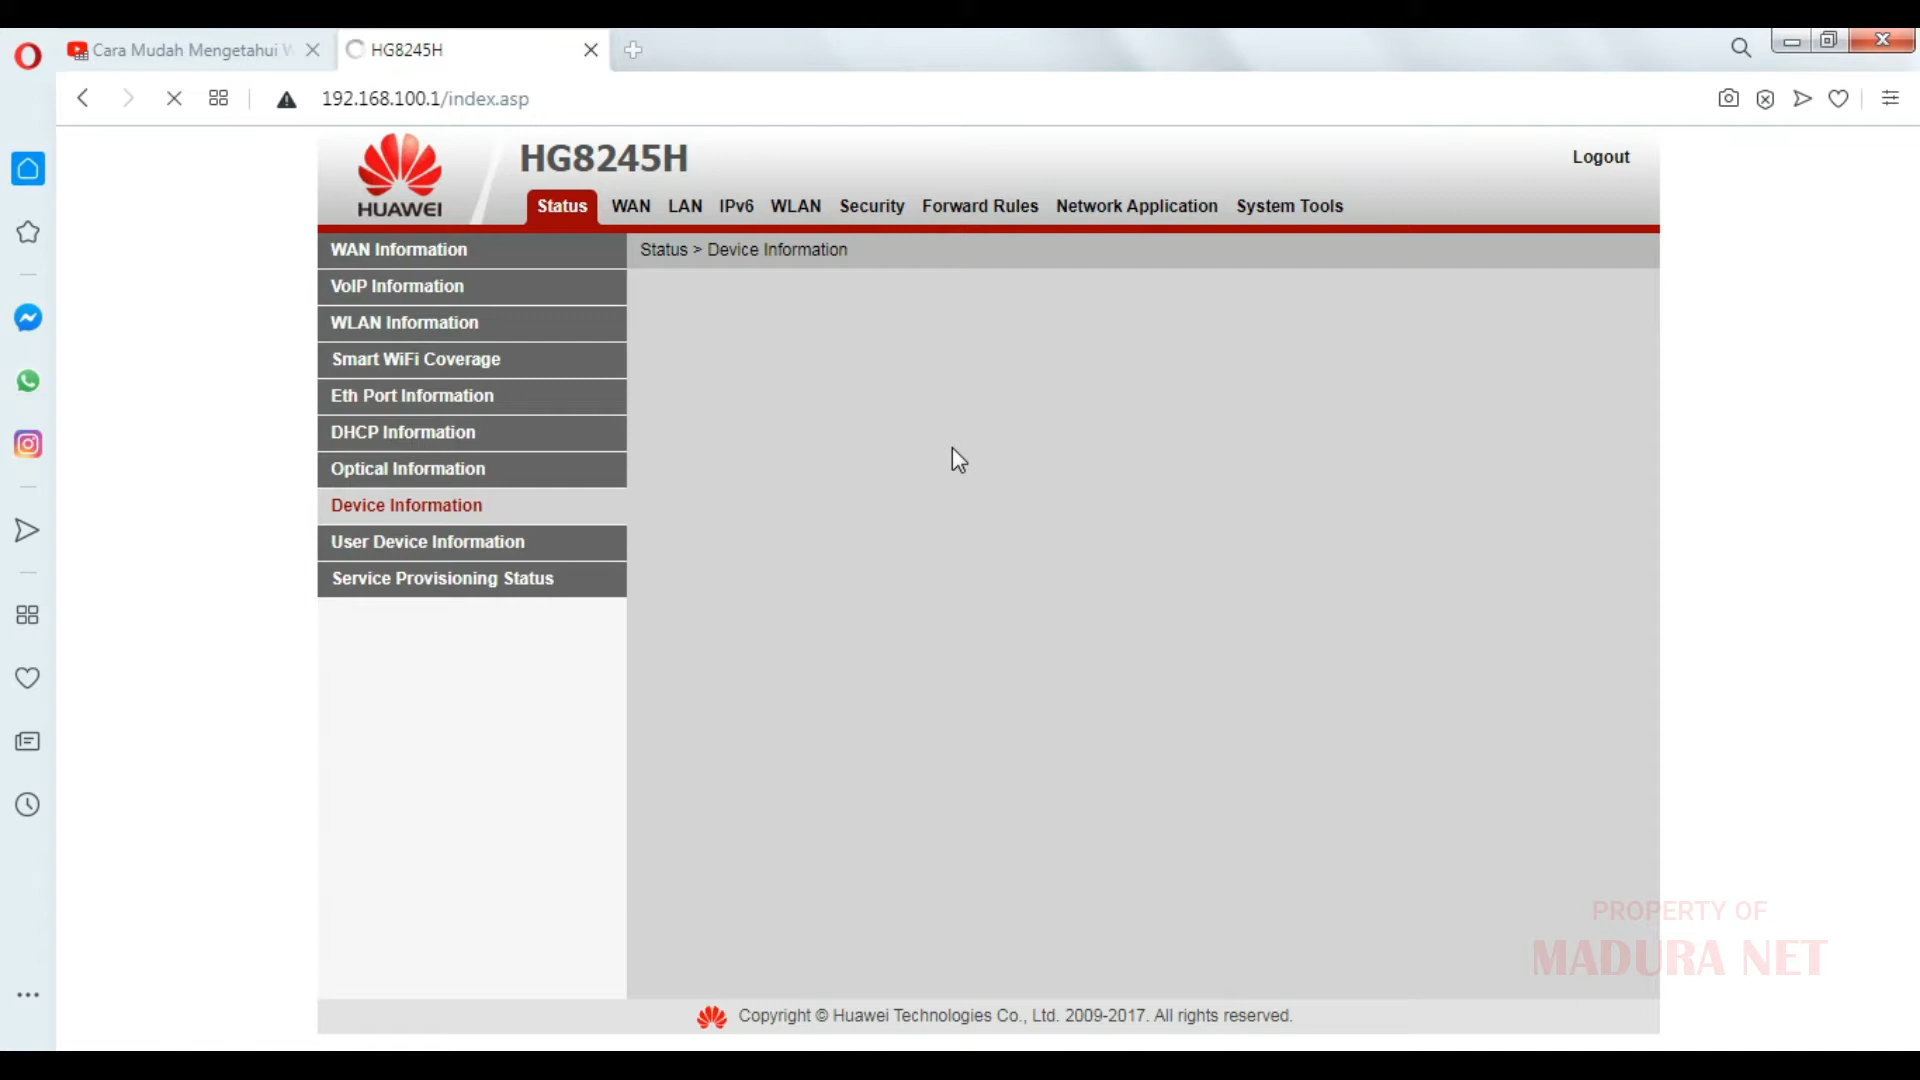 Cara Mudah Mengetahui W
HG8245H
192.168.100.1/index.asp
HUAWEI
HG8245H
Logout
Status WAN LAN IPv6 WLAN Security Forward Rules Network Application System Tools
WAN Information
VoIP Information
WLAN Information
Smart WiFi Coverage
Eth Port Information
DHCP Information
Optical Information
Device Information
User Device Information
Service Provisioning Status
Status > Device Information
PROPERTY OF
MADURA NET
Copyright © Huawei Technologies Co., Ltd. 2009-2017. All rights reserved.